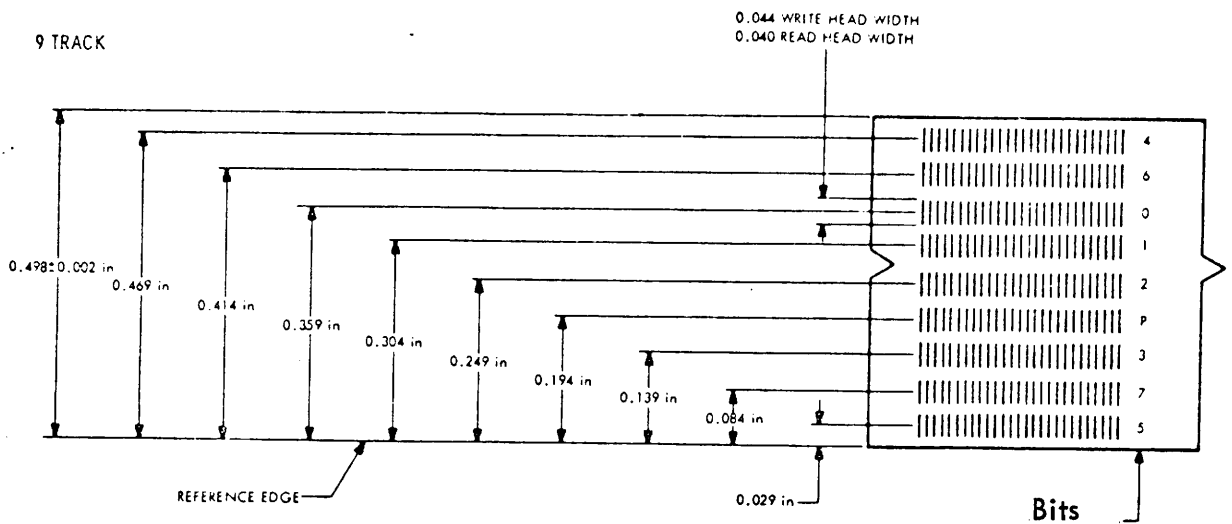 0.044 WRITE HEAD WIDTH
0.040 READ HEAD WIDTH
9 TRACK
4
6
0
1
2
P
3
7
5
0.498±0.002 in
0.469 in
0.414 in
0.359 in
0.304 in
0.249 in
0.194 in
0.139 in
0.084 in
0.029 in
REFERENCE EDGE
Bits